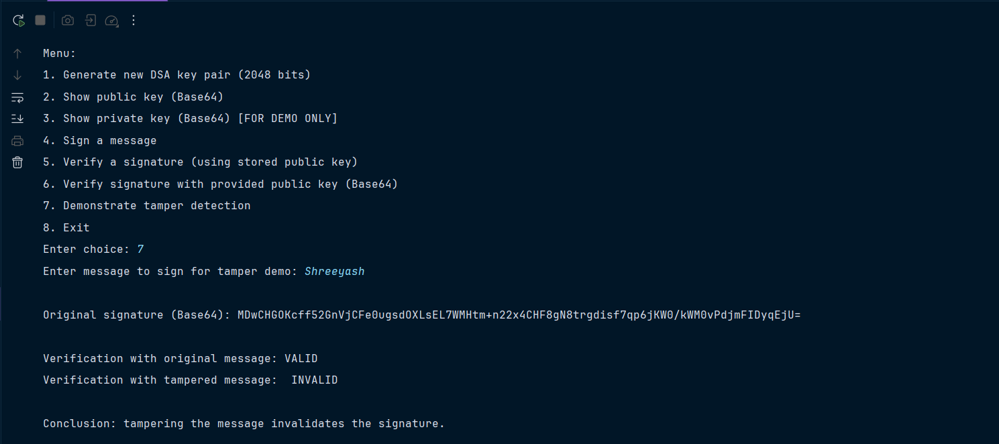 Menu:
1. Generate new DSA key pair (2048 bits)
2. Show public key (Base64)
3. Show private key (Base64) [FOR DEMO ONLY]
4. Sign a message
5. Verify a signature (using stored public key)
6. Verify signature with provided public key (Base64)
7. Demonstrate tamper detection
8. Exit
Enter choice: 7
Enter message to sign for tamper demo: Shreeyash
Original signature (Base64): MDwCHGOKcff52GnVjCFe0ugsdOXLsEL7WMHtm+n22x4CHF8gN8trgdisf7qp6jKW0/kWM0vPdjmFIDyqEjU=
Verification with original message: VALID
Verification with tampered message:  INVALID
Conclusion: tampering the message invalidates the signature.